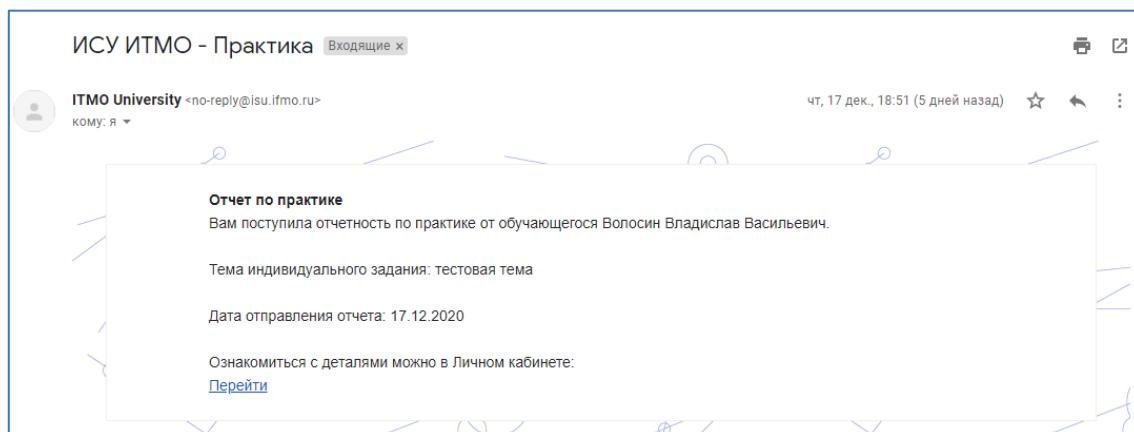 ИСУ ИТМО - Практика Входящие x
ITMO University <no-reply@isu.ifmo.ru> чт, 17 дек., 18:51 (5 дней назад)
кому: я
Отчет по практике
Вам поступила отчетность по практике от обучающегося Волосин Владислав Васильевич.
Тема индивидуального задания: тестовая тема
Дата отправления отчета: 17.12.2020
Ознакомиться с деталями можно в Личном кабинете:
Перейти